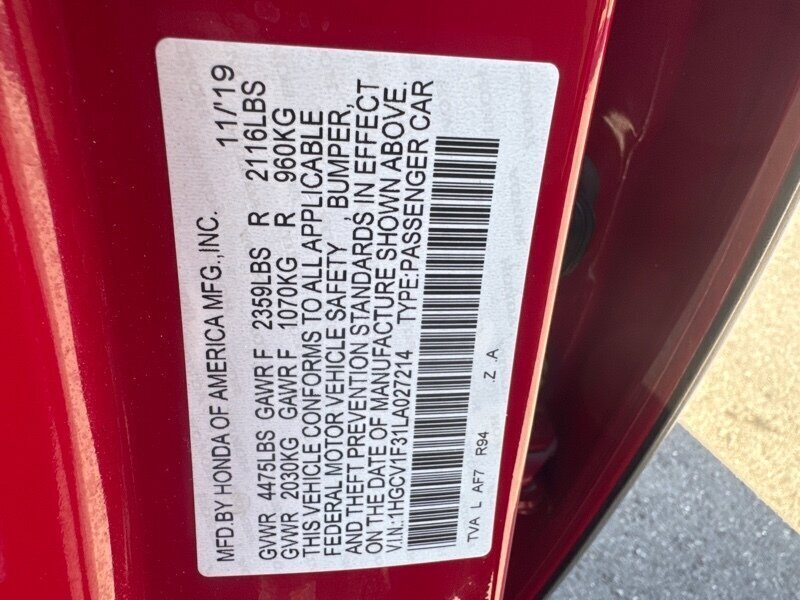 MFD.BY HONDA OF AMERICA MFG.,INC. 11/'19
GVWR 4475LBS GAWR F 2359LBS R 2116LBS
GVWR 2030KG GAWR F 1070KG R 960KG
THIS VEHICLE CONFORMS TO ALL APPLICABLE
FEDERAL MOTOR VEHICLE SAFETY, BUMPER,
AND THEFT PREVENTION STANDARDS IN EFFECT
ON THE DATE OF MANUFACTURE SHOWN ABOVE.
V.I.N.:1HGCV1F31LA027214 TYPE:PASSENGER CAR
TVA L AF7 R94 .Z .A